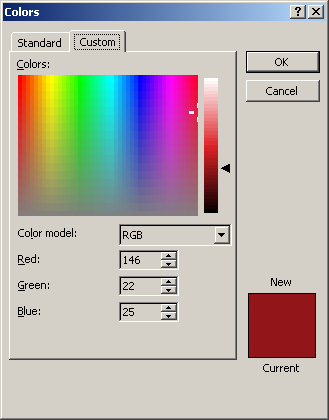 Colors
Standard
Custom
Colors:
OK
Cancel
Color model:
RGB
Red:
146
Green:
22
Blue:
25
New
Current